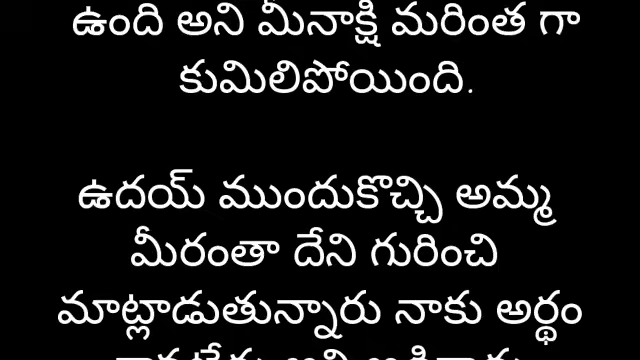 ఉంది అని మీనాక్షి మరింత గా
కుమిలిపోయింది.
ఉదయ్ ముందుకొచ్చి అమ్మ
మీరంతా దేని గురించి
మాట్లాడుతున్నారు నాకు అర్థం